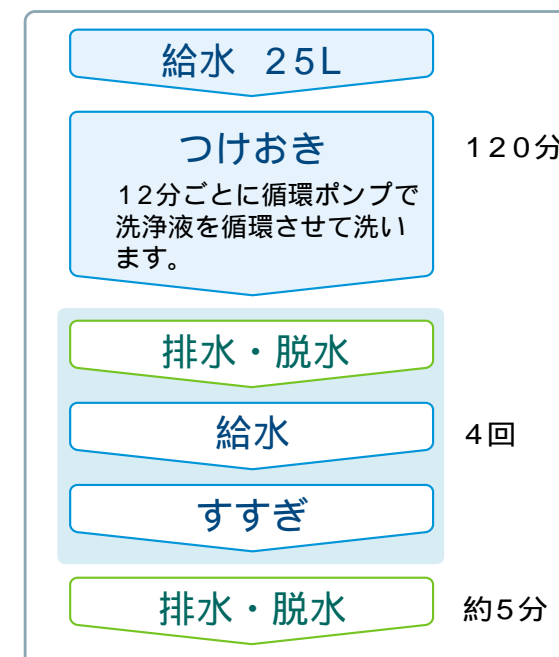 給水 25L
つけおき
120分
12分ごとに循環ポンプで
洗浄液を循環させて洗い
ます。
排水・脱水
給水
4回
すすぎ
排水・脱水
約5分